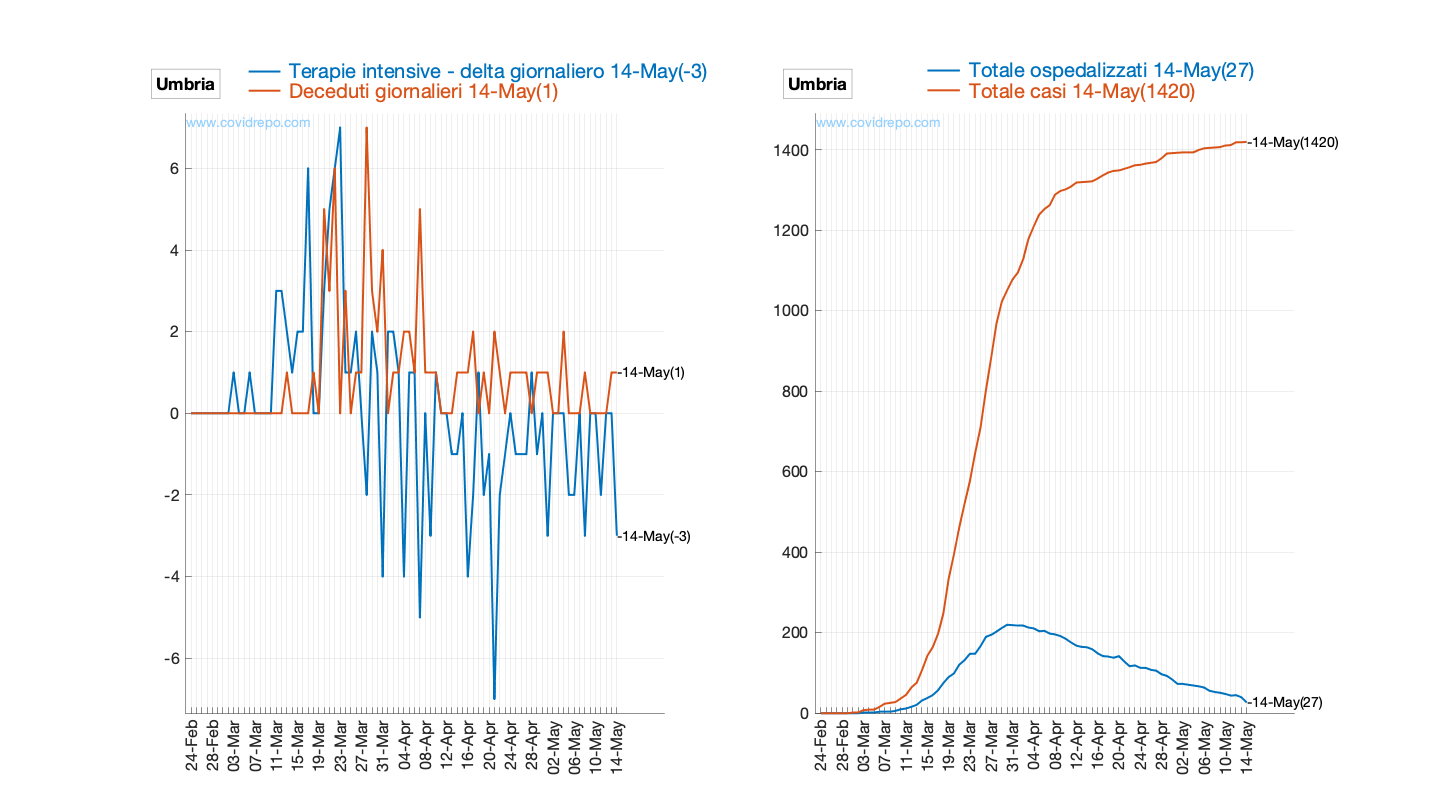 Umbria
Terapie intensive - delta giornaliero 14-May(-3)
Deceduti giornalieri 14-May(1)
www.covidrepo.com
6
4
2
0
-2
-4
-6
-14-May(1)
-14-May(-3)
24-Feb
28-Feb
03-Mar
07-Mar
11-Mar
15-Mar
19-Mar
23-Mar
27-Mar
31-Mar
04-Apr
08-Apr
12-Apr
16-Apr
20-Apr
24-Apr
28-Apr
02-May
06-May
10-May
14-May
Umbria
Totale ospedalizzati 14-May(27)
Totale casi 14-May(1420)
www.covidrepo.com
1400
1200
1000
800
600
400
200
0
-14-May(1420)
-14-May(27)
24-Feb
28-Feb
03-Mar
07-Mar
11-Mar
15-Mar
19-Mar
23-Mar
27-Mar
31-Mar
04-Apr
08-Apr
12-Apr
16-Apr
20-Apr
24-Apr
28-Apr
02-May
06-May
10-May
14-May